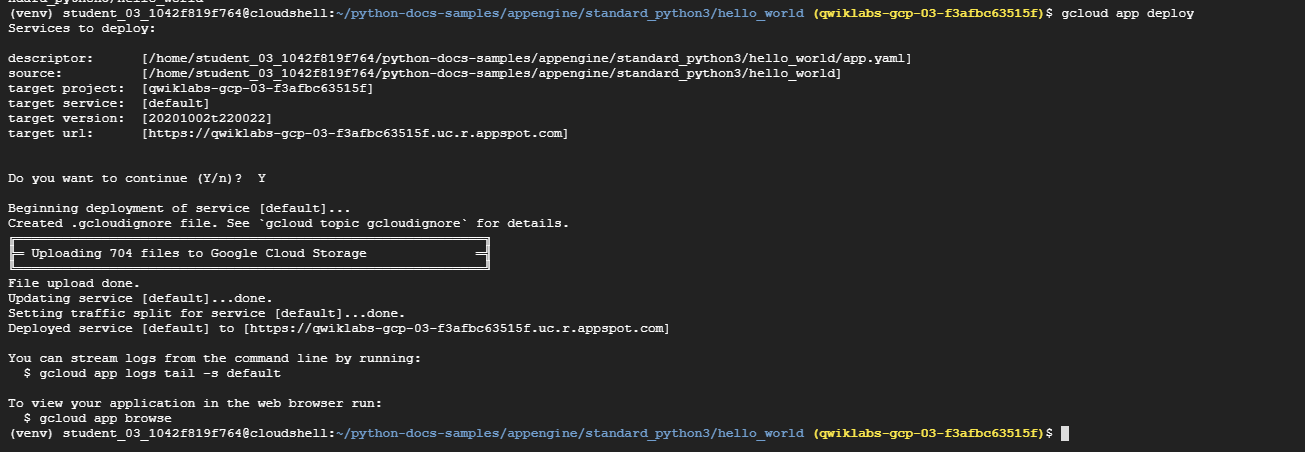 (venv) student_03_1042f819f764@cloudshell:~/python-docs-samples/appengine/standard_python3/hello_world (qwiklabs-gcp-03-f3afbc63515f)$ gcloud app deploy
Services to deploy:
descriptor:      [/home/student_03_1042f819f764/python-docs-samples/appengine/standard_python3/hello_world/app.yaml]
source:          [/home/student_03_1042f819f764/python-docs-samples/appengine/standard_python3/hello_world]
target project:  [qwiklabs-gcp-03-f3afbc63515f]
target service:  [default]
target version:  [20201002t220022]
target url:      [https://qwiklabs-gcp-03-f3afbc63515f.uc.r.appspot.com]
Do you want to continue (Y/n)?  Y
Beginning deployment of service [default]...
Created .gcloudignore file. See `gcloud topic gcloudignore` for details.
Uploading 704 files to Google Cloud Storage
File upload done.
Updating service [default]...done.
Setting traffic split for service [default]...done.
Deployed service [default] to [https://qwiklabs-gcp-03-f3afbc63515f.uc.r.appspot.com]
You can stream logs from the command line by running:
  $ gcloud app logs tail -s default
To view your application in the web browser run:
  $ gcloud app browse
(venv) student_03_1042f819f764@cloudshell:~/python-docs-samples/appengine/standard_python3/hello_world (qwiklabs-gcp-03-f3afbc63515f)$